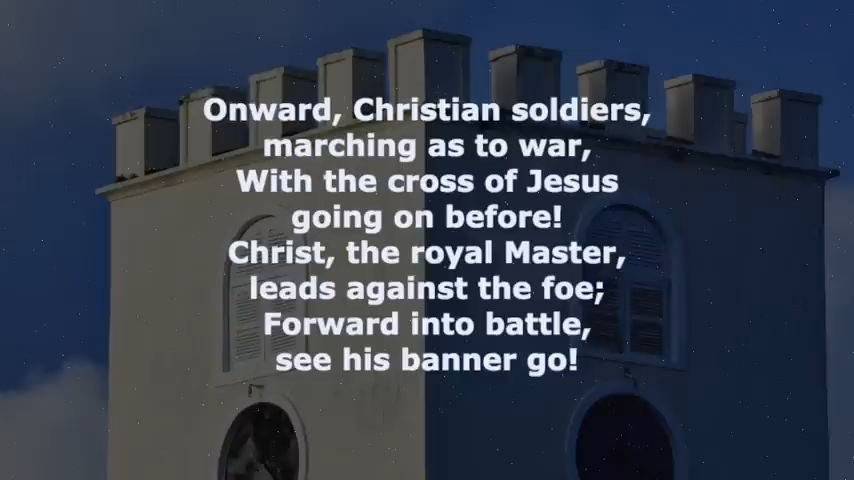 Onward, Christian soldiers,
marching as to war,
With the cross of Jesus
going on before!
Christ, the royal Master,
leads against the foe;
Forward into battle,
see his banner go!